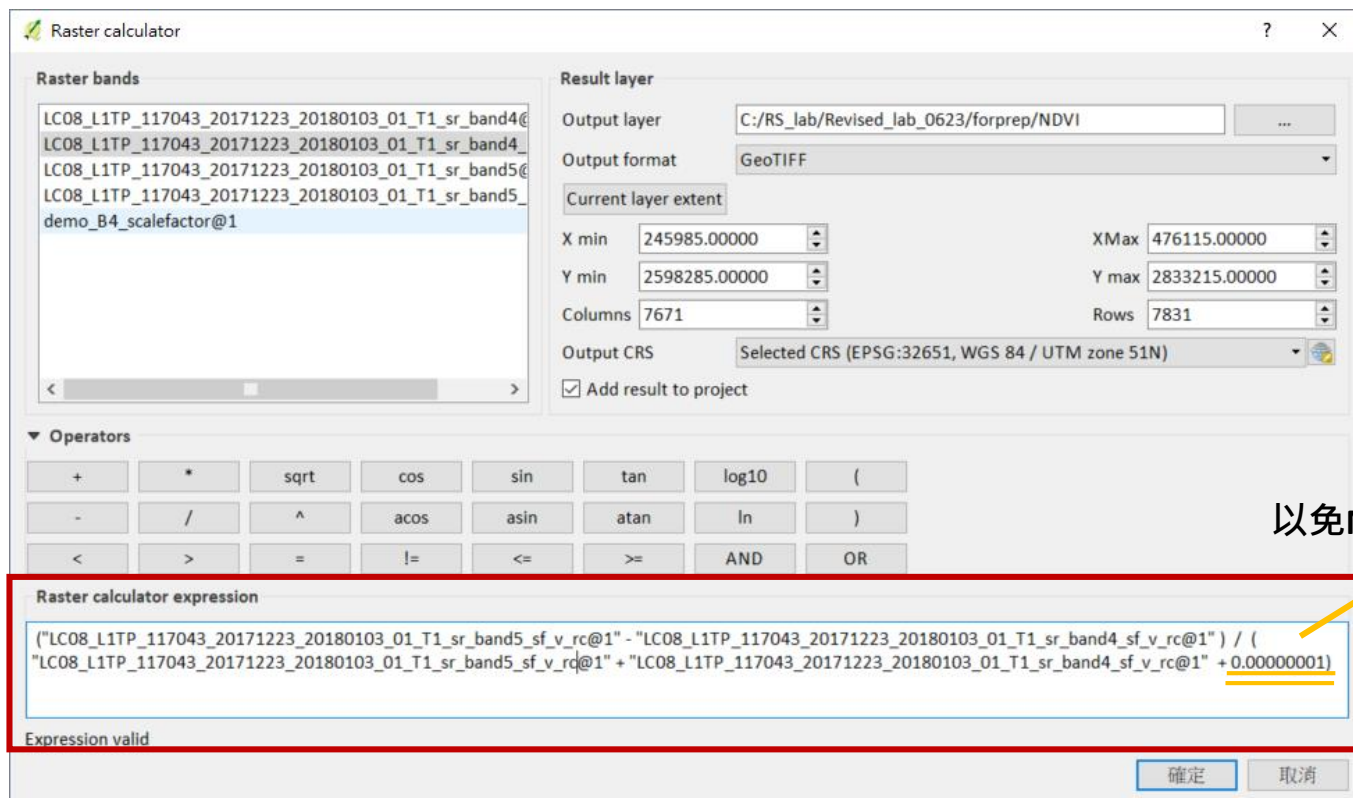 Raster calculator
? ×
Raster bands
LC08_L1TP_117043_20171223_20180103_01_T1_sr_band4@
LC08_L1TP_117043_20171223_20180103_01_T1_sr_band4_
LC08_L1TP_117043_20171223_20180103_01_T1_sr_band5@
LC08_L1TP_117043_20171223_20180103_01_T1_sr_band5_
demo_B4_scalefactor@1
Result layer
Output layer C:/RS_lab/Revised_lab_0623/forprep/NDVI ...
Output format GeoTIFF
Current layer extent
X min 245985.00000 XMax 476115.00000
Y min 2598285.00000 Y max 2833215.00000
Columns 7671 Rows 7831
Output CRS Selected CRS (EPSG:32651, WGS 84 / UTM zone 51N)
Add result to project
Operators
+ * sqrt cos sin tan log10 (
- / ^ acos asin atan ln )
< > = != <= >= AND OR
以免
Raster calculator expression
("LC08_L1TP_117043_20171223_20180103_01_T1_sr_band5_sf_v_rc@1" - "LC08_L1TP_117043_20171223_20180103_01_T1_sr_band4_sf_v_rc@1" ) / (
"LC08_L1TP_117043_20171223_20180103_01_T1_sr_band5_sf_v_rc@1" + "LC08_L1TP_117043_20171223_20180103_01_T1_sr_band4_sf_v_rc@1" + 0.00000001)
Expression valid
確定 取消